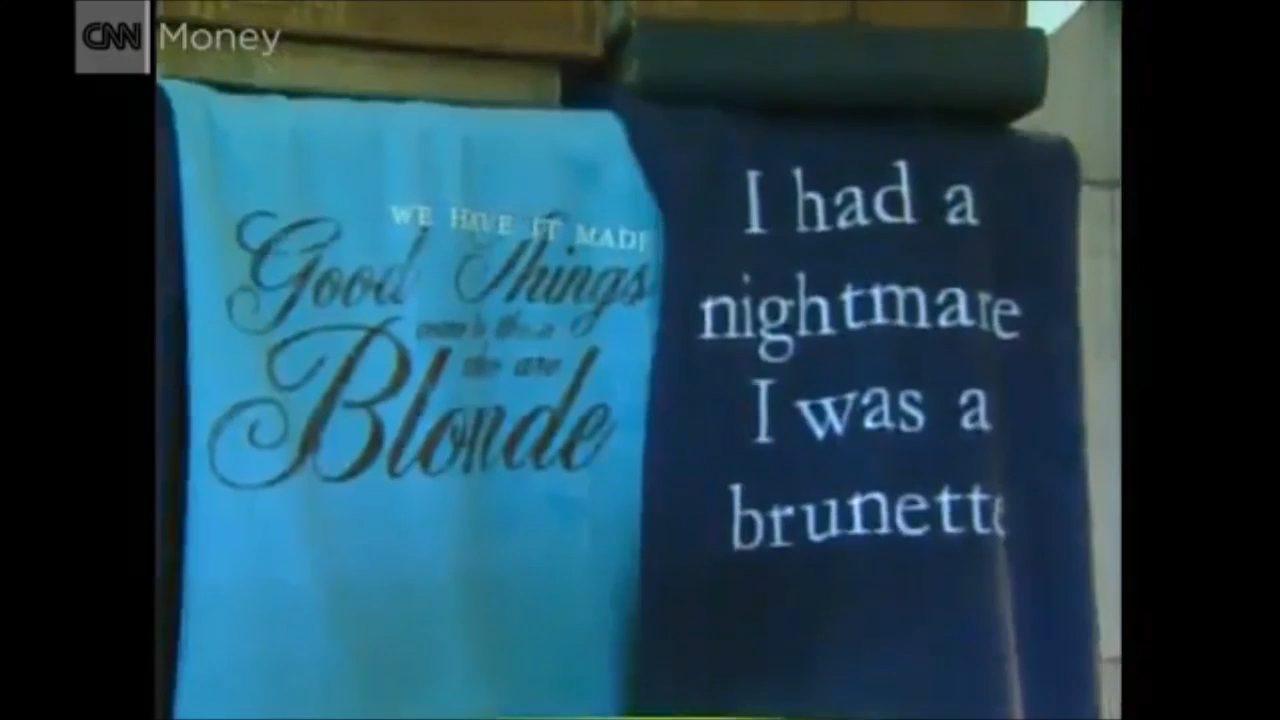 CNN Money
WE HAVE IT MADE
Good Things
Blonde
I had a
nightmare
I was a
brunette